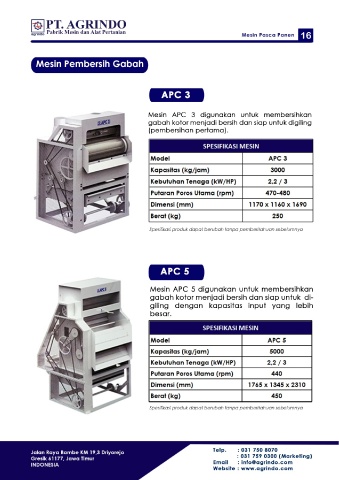 PT. AGRINDO
Pabrik Mesin dan Alat Pertanian
AGRINDO
Mesin Pasca Panen 16
Mesin Pembersih Gabah
APC 3
Mesin APC 3 digunakan untuk membersihkan
gabah kotor menjadi bersih dan siap untuk digiling
(pembersihan pertama).
SPESIFIKASI MESIN
Model APC 3
Kapasitas (kg/jam) 3000
Kebutuhan Tenaga (kW/HP) 2,2 / 3
Putaran Poros Utama (rpm) 470-480
Dimensi (mm) 1170 x 1160 x 1690
Berat (kg) 250
Spesifikasi produk dapat berubah tanpa pemberitahuan sebelumnya
APC 5
Mesin APC 5 digunakan untuk membersihkan
gabah kotor menjadi bersih dan siap untuk di-
giling dengan kapasitas input yang lebih
besar.
SPESIFIKASI MESIN
Model APC 5
Kapasitas (kg/jam) 5000
Kebutuhan Tenaga (kW/HP) 2,2 / 3
Putaran Poros Utama (rpm) 440
Dimensi (mm) 1765 x 1345 x 2310
Berat (kg) 450
Spesifikasi produk dapat berubah tanpa pemberitahuan sebelumnya
Jalan Raya Bambe KM 19,3 Driyorejo
Gresik 61177, Jawa Timur
INDONESIA
Telp. : 031 750 8070
: 031 759 0300 (Marketing)
Email : info@agrindo.com
Website : www.agrindo.com